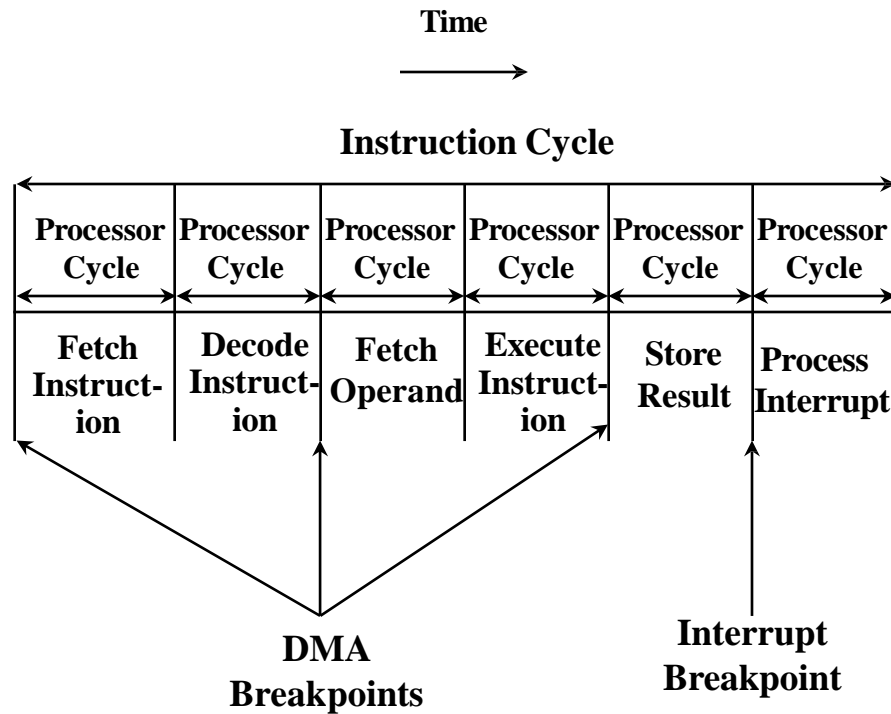 Time
Instruction Cycle
Processor
Cycle
Processor
Cycle
Processor
Cycle
Processor
Cycle
Processor
Cycle
Processor
Cycle
Fetch
Instruct-
ion
Decode
Instruct-
ion
Fetch
Operand
Execute
Instruct-
ion
Store
Result
Process
Interrupt
DMA
Breakpoints
Interrupt
Breakpoint